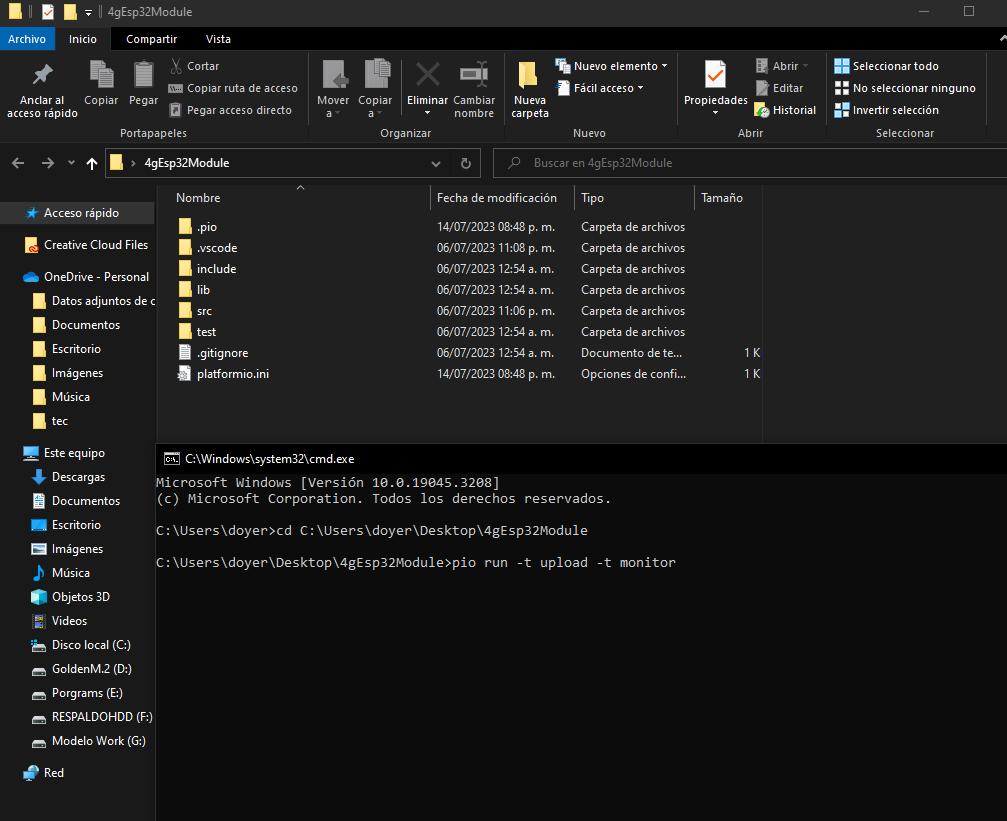 4gEsp32Module
Archivo Inicio Compartir Vista
Anclar al acceso rápido
Copiar
Pegar
Cortar
Copiar ruta de acceso
Pegar acceso directo
Portapapeles
Mover a
Copiar a
Eliminar
Cambiar nombre
Organizar
Nueva carpeta
Nuevo elemento
Fácil acceso
Nuevo
Propiedades
Abrir
Editar
Historial
Abrir
Seleccionar todo
No seleccionar ninguno
Invertir selección
Seleccionar
4gEsp32Module
Buscar en 4gEsp32Module
Acceso rápido
Creative Cloud Files
OneDrive - Personal
Datos adjuntos de c
Documentos
Escritorio
Imágenes
Música
tec
Este equipo
Descargas
Documentos
Escritorio
Imágenes
Música
Objetos 3D
Videos
Disco local (C:)
GoldenM.2 (D:)
Porgrams (E:)
RESPALDOHDD (F:)
Modelo Work (G:)
Red
Nombre Fecha de modificación Tipo Tamaño
.pio 14/07/2023 08:48 p. m. Carpeta de archivos
.vscode 06/07/2023 11:08 p. m. Carpeta de archivos
include 06/07/2023 12:54 a. m. Carpeta de archivos
lib 06/07/2023 12:54 a. m. Carpeta de archivos
src 06/07/2023 11:06 p. m. Carpeta de archivos
test 06/07/2023 12:54 a. m. Carpeta de archivos
.gitignore 06/07/2023 12:54 a. m. Documento de te... 1 K
platformio.ini 14/07/2023 08:48 p. m. Opciones de confi... 1 K
C:\Windows\system32\cmd.exe
Microsoft Windows [Versión 10.0.19045.3208]
(c) Microsoft Corporation. Todos los derechos reservados.
C:\Users\doyer>cd C:\Users\doyer\Desktop\4gEsp32Module
C:\Users\doyer\Desktop\4gEsp32Module>pio run -t upload -t monitor